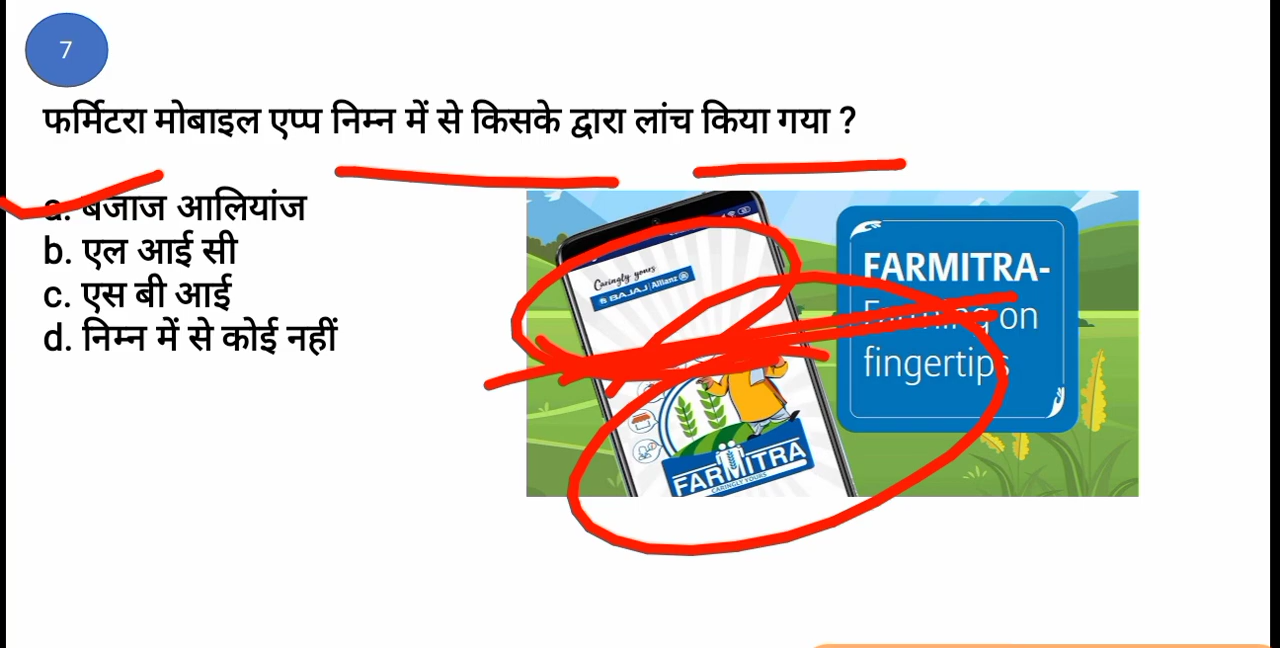 7
फर्मिटरा मोबाइल एप्प निम्न में से किसके द्वारा लांच किया गया ?
a. बजाज आलियांज
b. एल आई सी
c. एस बी आई
d. निम्न में से कोई नहीं
Caringly yours
BAJAJ Allianz
FARMITRA
CARINGLY YOURS
FARMITRA-
Farming on
fingertips